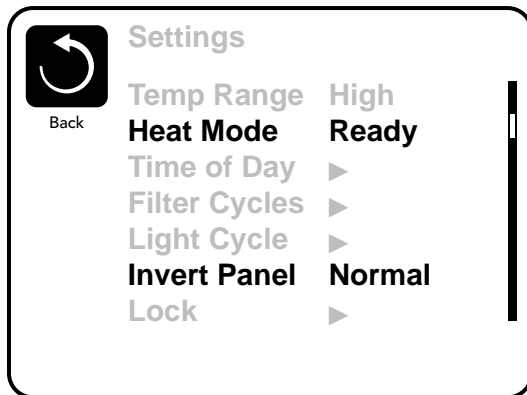 Settings
Back
Temp Range High
Heat Mode Ready
Time of Day
Filter Cycles
Light Cycle
Invert Panel Normal
Lock